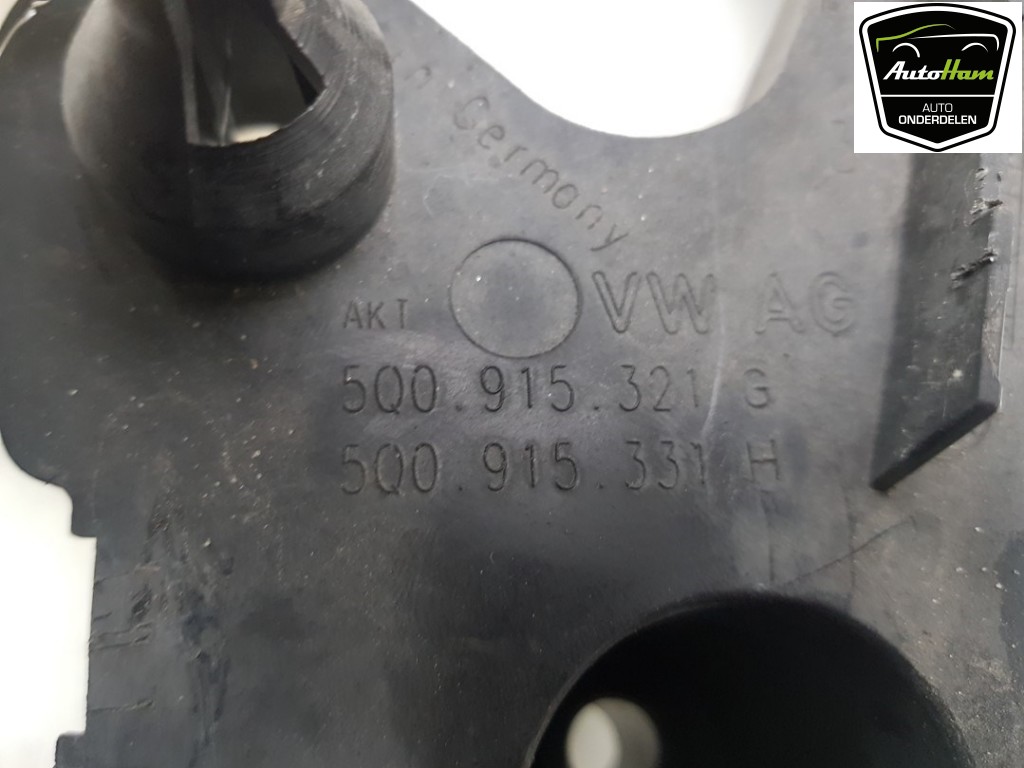 AutoHam
AUTO
ONDERDELEN
Germany
VW AG
AKT
5Q0.915.321 G
5Q0.915.331 H